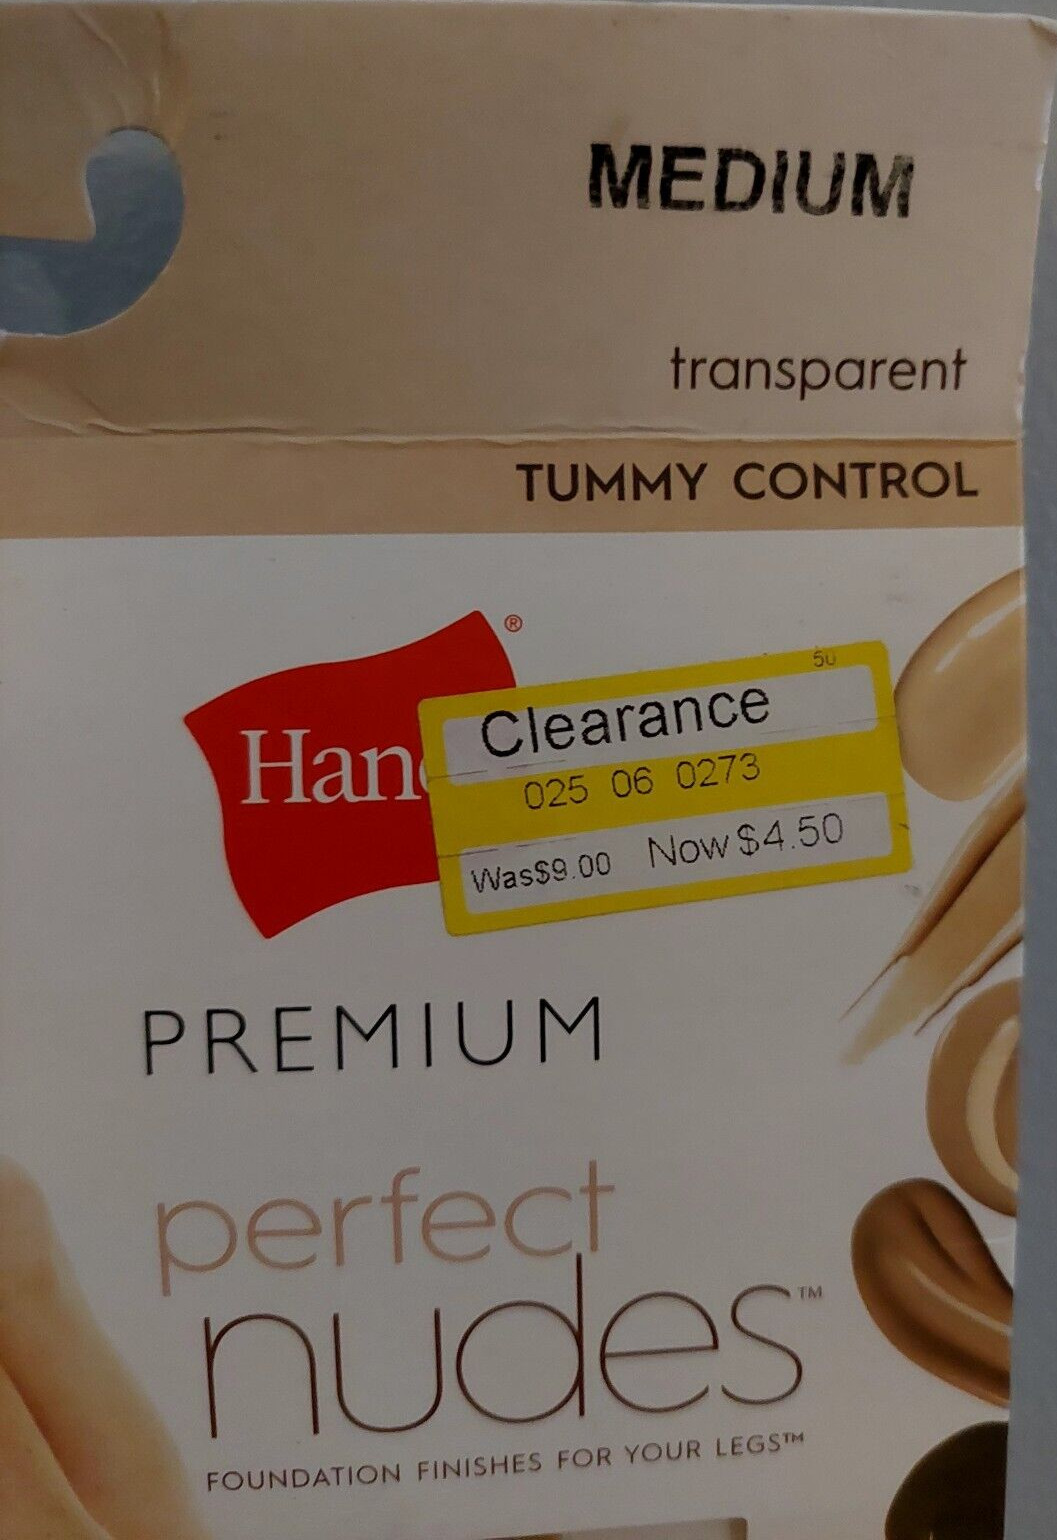 MEDIUM
transparent
TUMMY CONTROL
®
50
Clearance
025 06 0273
Was$9.00 Now $4.50
PREMIUM
perfect
nudes™
FOUNDATION FINISHES FOR YOUR LEGS™